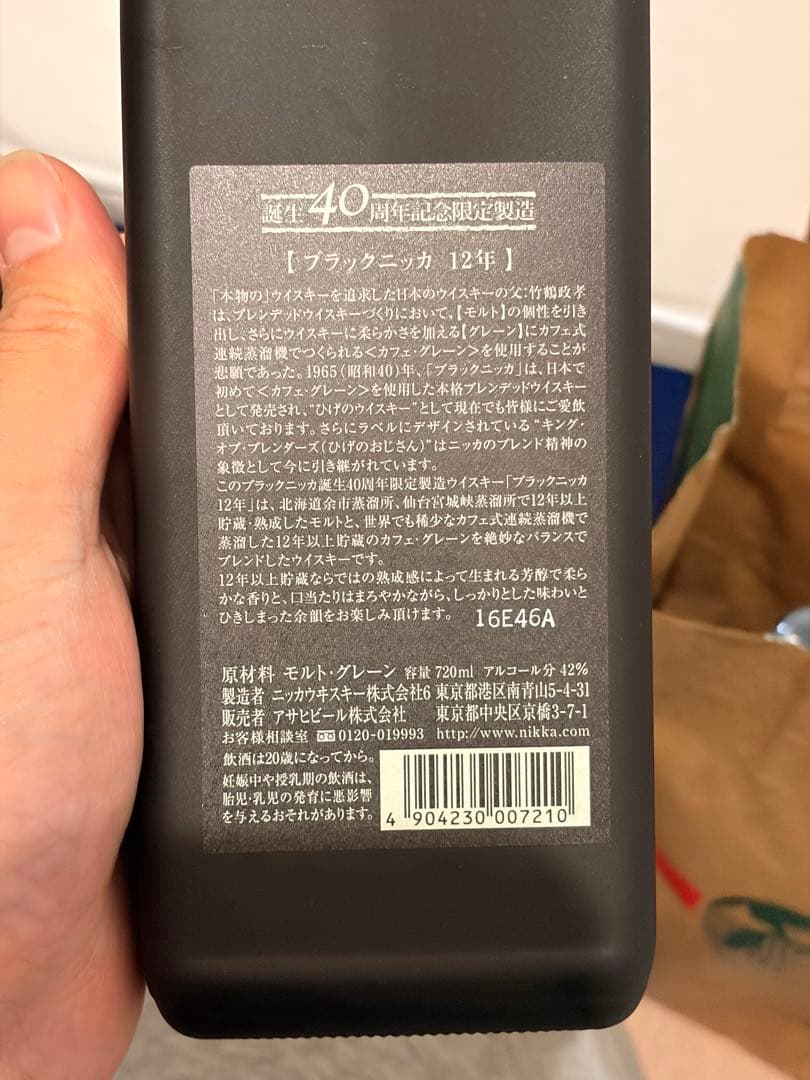 誕生40周年記念限定製造
【ブラックニッカ 12年】
「本物の」ウイスキーを追求した日本のウイスキーの父:竹鶴政孝
は、ブレンデッドウイスキーづくりにおいて、【モルト】の個性を引き
出し、さらにウイスキーに柔らかさを加える【グレーン】にカフェ式
連続蒸溜機でつくられる<カフェ・グレーン>を使用することが
悲願であった。1965(昭和40)年、「ブラックニッカ」は、日本で
初めて<カフェ・グレーン>を使用した本格ブレンデッドウイスキー
として発売され、“ひげのウイスキー”として現在でも皆様にご愛飲
頂いております。さらにラベルにデザインされている“キング・
オブ・ブレンダーズ(ひげのおじさん)”はニッカのブレンド精神の
象徴として今に引き継がれています。
このブラックニッカ誕生40周年限定製造ウイスキー「ブラックニッカ
12年」は、北海道余市蒸溜所、仙台宮城峡蒸溜所で12年以上
貯蔵・熟成したモルトと、世界でも稀少なカフェ式連続蒸溜機で
蒸溜した12年以上貯蔵のカフェ・グレーンを絶妙なバランスで
ブレンドしたウイスキーです。
12年以上貯蔵ならではの熟成感によって生まれる芳醇で柔ら
かな香りと、口当たりはまろやかながら、しっかりとした味わいと
ひきしまった余韻をお楽しみ頂けます。 16E46A
原材料 モルト・グレーン 容量 720ml アルコール分 42%
製造者 ニッカウヰスキー株式会社6 東京都港区南青山5-4-31
販売者 アサヒビール株式会社 東京都中央区京橋3-7-1
お客様相談室 0120-019993 http://www.nikka.com
飲酒は20歳になってから。
妊娠中や授乳期の飲酒は、
胎児・乳児の発育に悪影響
を与えるおそれがあります。
4 904230 007210